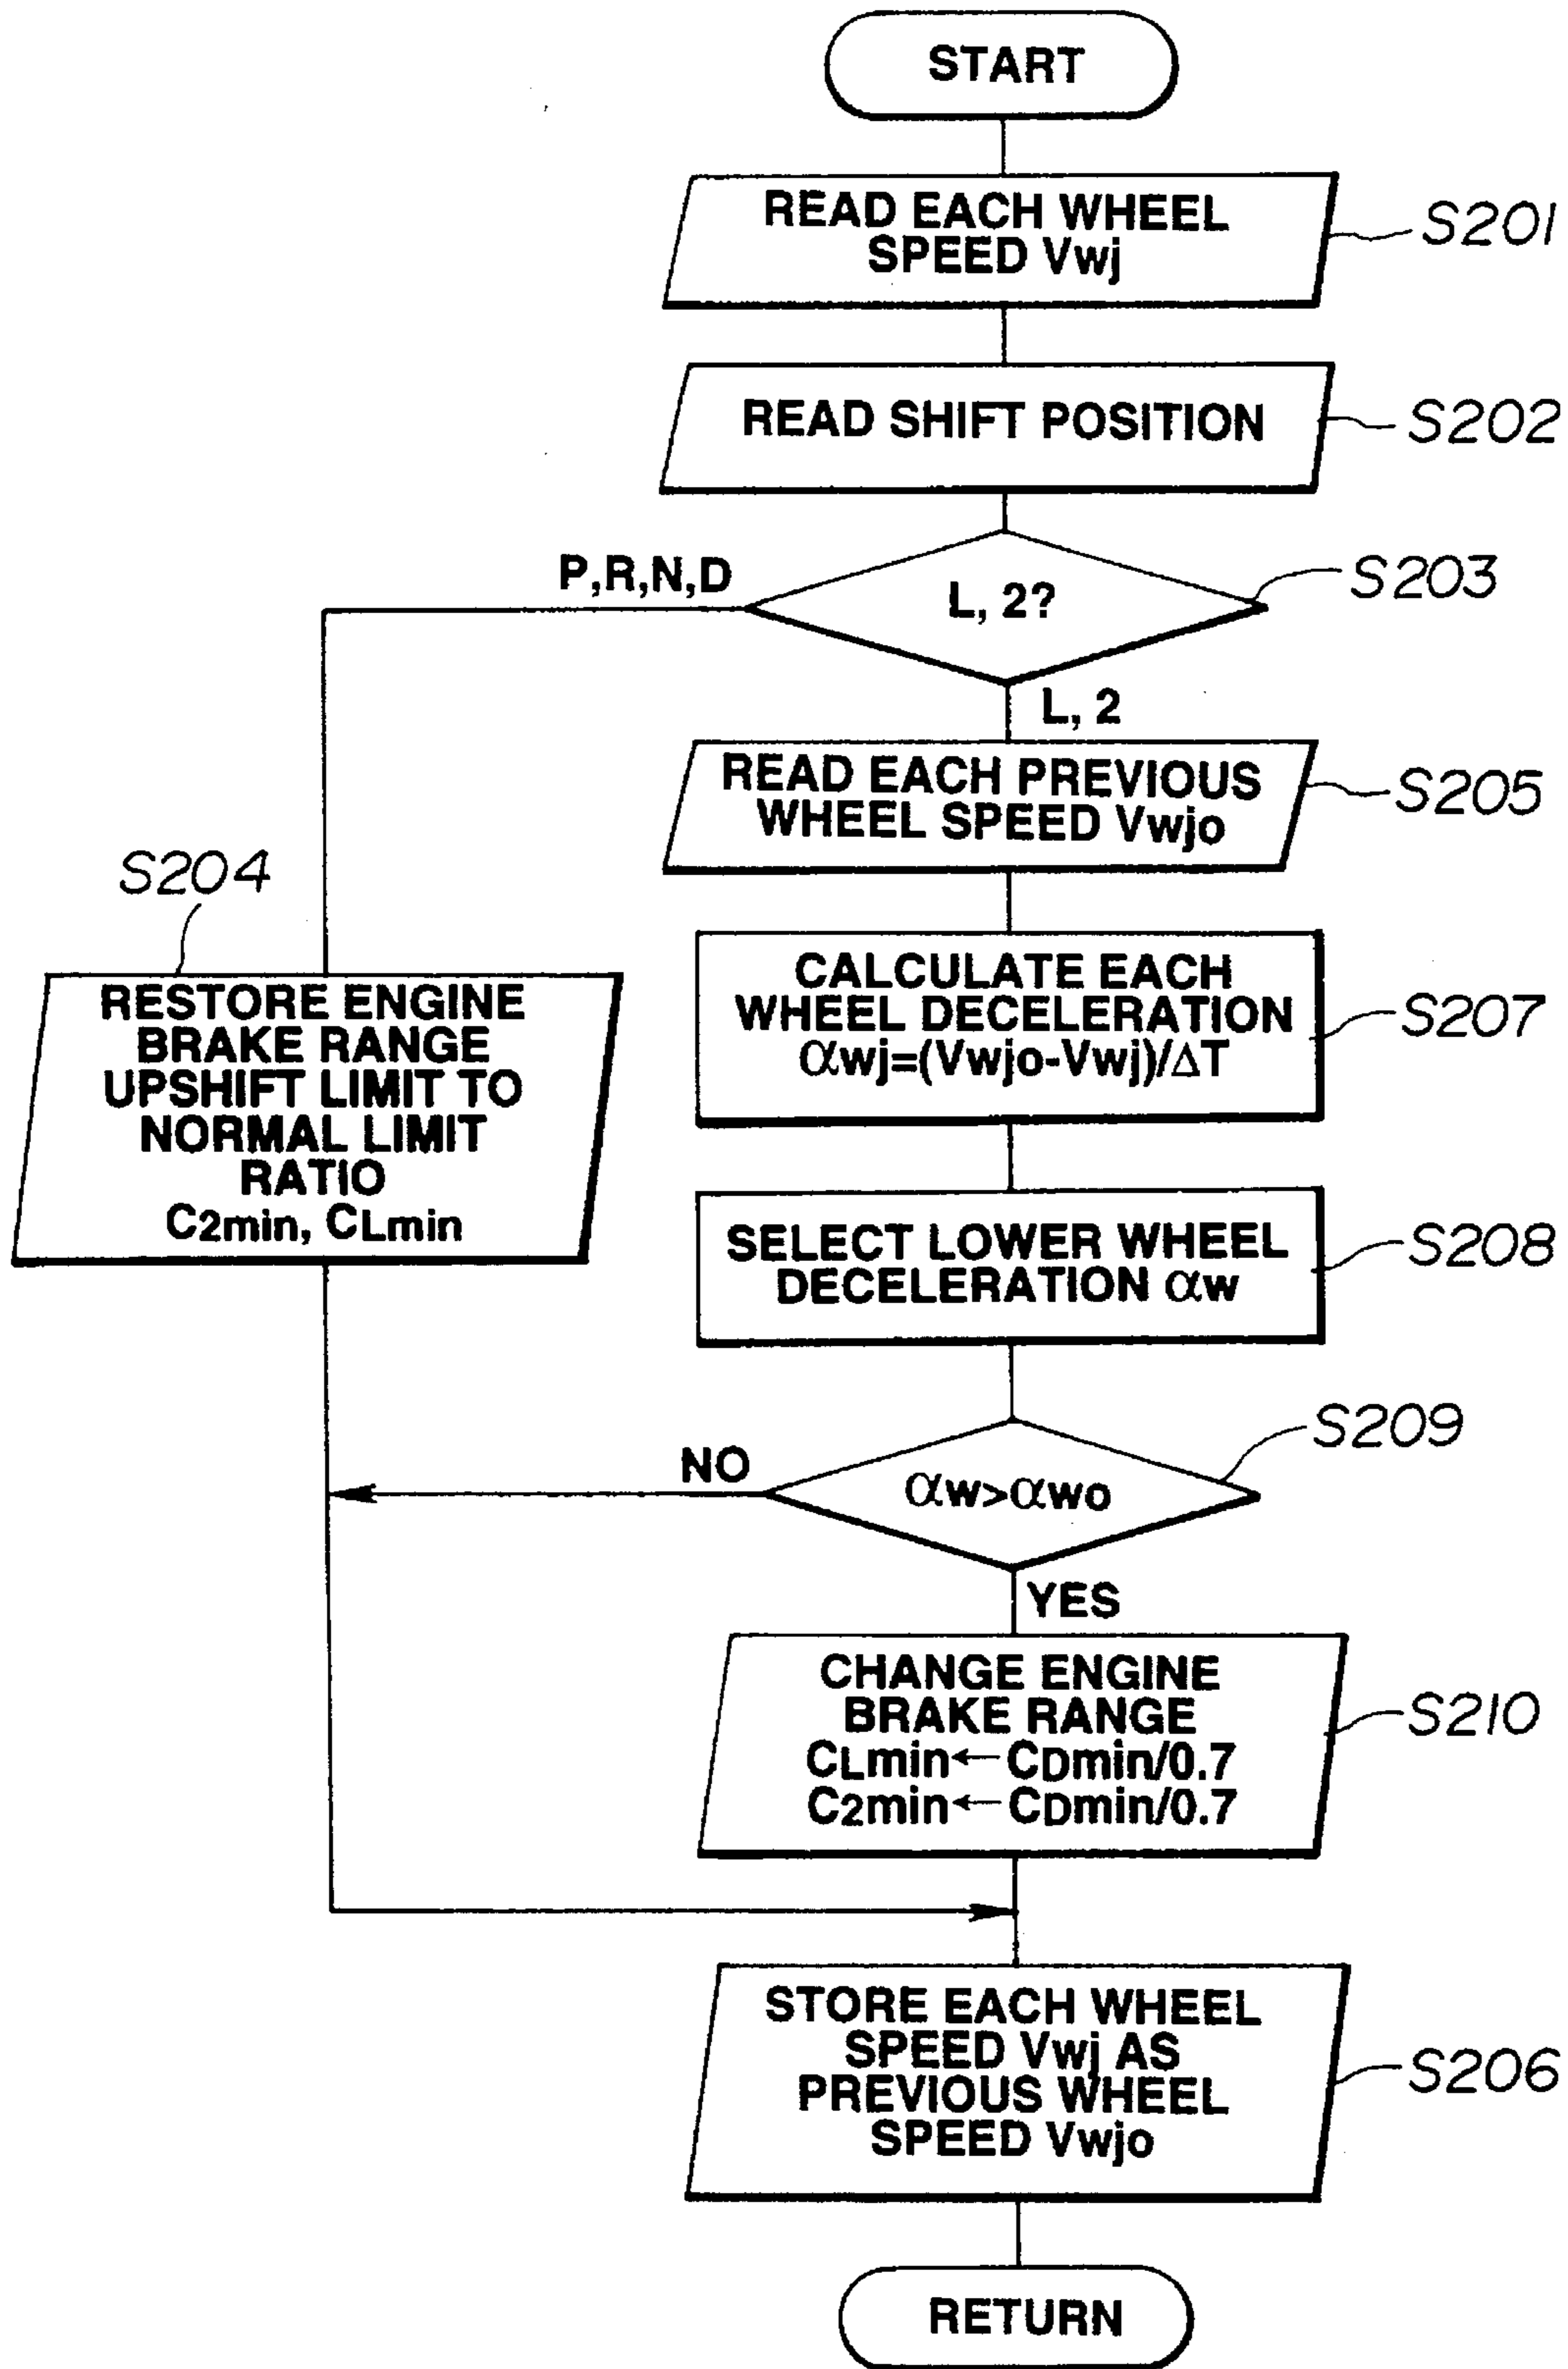 START
READ EACH WHEEL
SPEED Vwj
S201
READ SHIFT POSITION
S202
P,R,N,D
L, 2?
S203
L, 2
READ EACH PREVIOUS
WHEEL SPEED Vwjo
S205
S204
RESTORE ENGINE
BRAKE RANGE
UPSHIFT LIMIT TO
NORMAL LIMIT
RATIO
C2min, CLmin
CALCULATE EACH
WHEEL DECELERATION
αwj=(Vwjo-Vwj)/ΔT
S207
SELECT LOWER WHEEL
DECELERATION αw
S208
NO
αw>αwo
S209
YES
CHANGE ENGINE
BRAKE RANGE
CLmin←CDmin/0.7
C2min←CDmin/0.7
S210
STORE EACH WHEEL
SPEED Vwj AS
PREVIOUS WHEEL
SPEED Vwjo
S206
RETURN